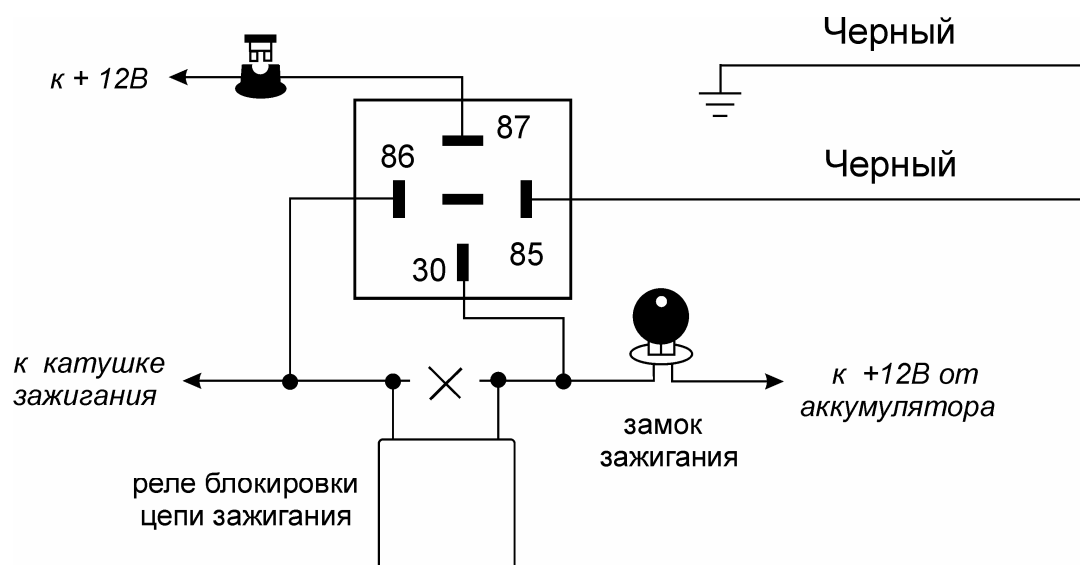 Черный
к + 12В
87
86
Черный
85
30
к катушке
зажигания
к +12В от
аккумулятора
замок
зажигания
реле блокировки
цепи зажигания